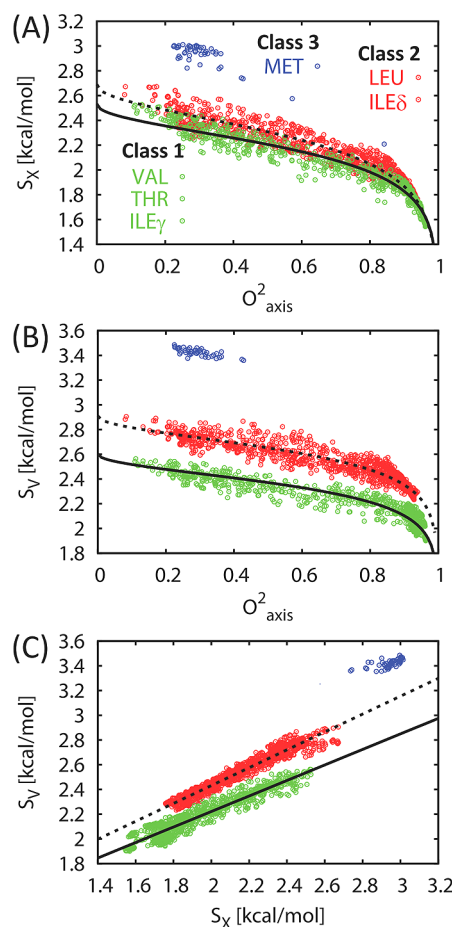 (A)
3.2
3
2.8
2.6
2.4
2.2
2
1.8
1.6
1.4
S_X [kcal/mol]
Class 3
MET
Class 2
LEU
ILEδ
Class 1
VAL
THR
ILEγ
0 0.2 0.4 0.6 0.8 1
O²axis
(B)
3.6
3.4
3.2
3
2.8
2.6
2.4
2.2
2
1.8
S_V [kcal/mol]
0 0.2 0.4 0.6 0.8 1
O²axis
(C)
3.6
3.4
3.2
3
2.8
2.6
2.4
2.2
2
1.8
S_V [kcal/mol]
1.4 1.6 1.8 2 2.2 2.4 2.6 2.8 3 3.2
S_X [kcal/mol]